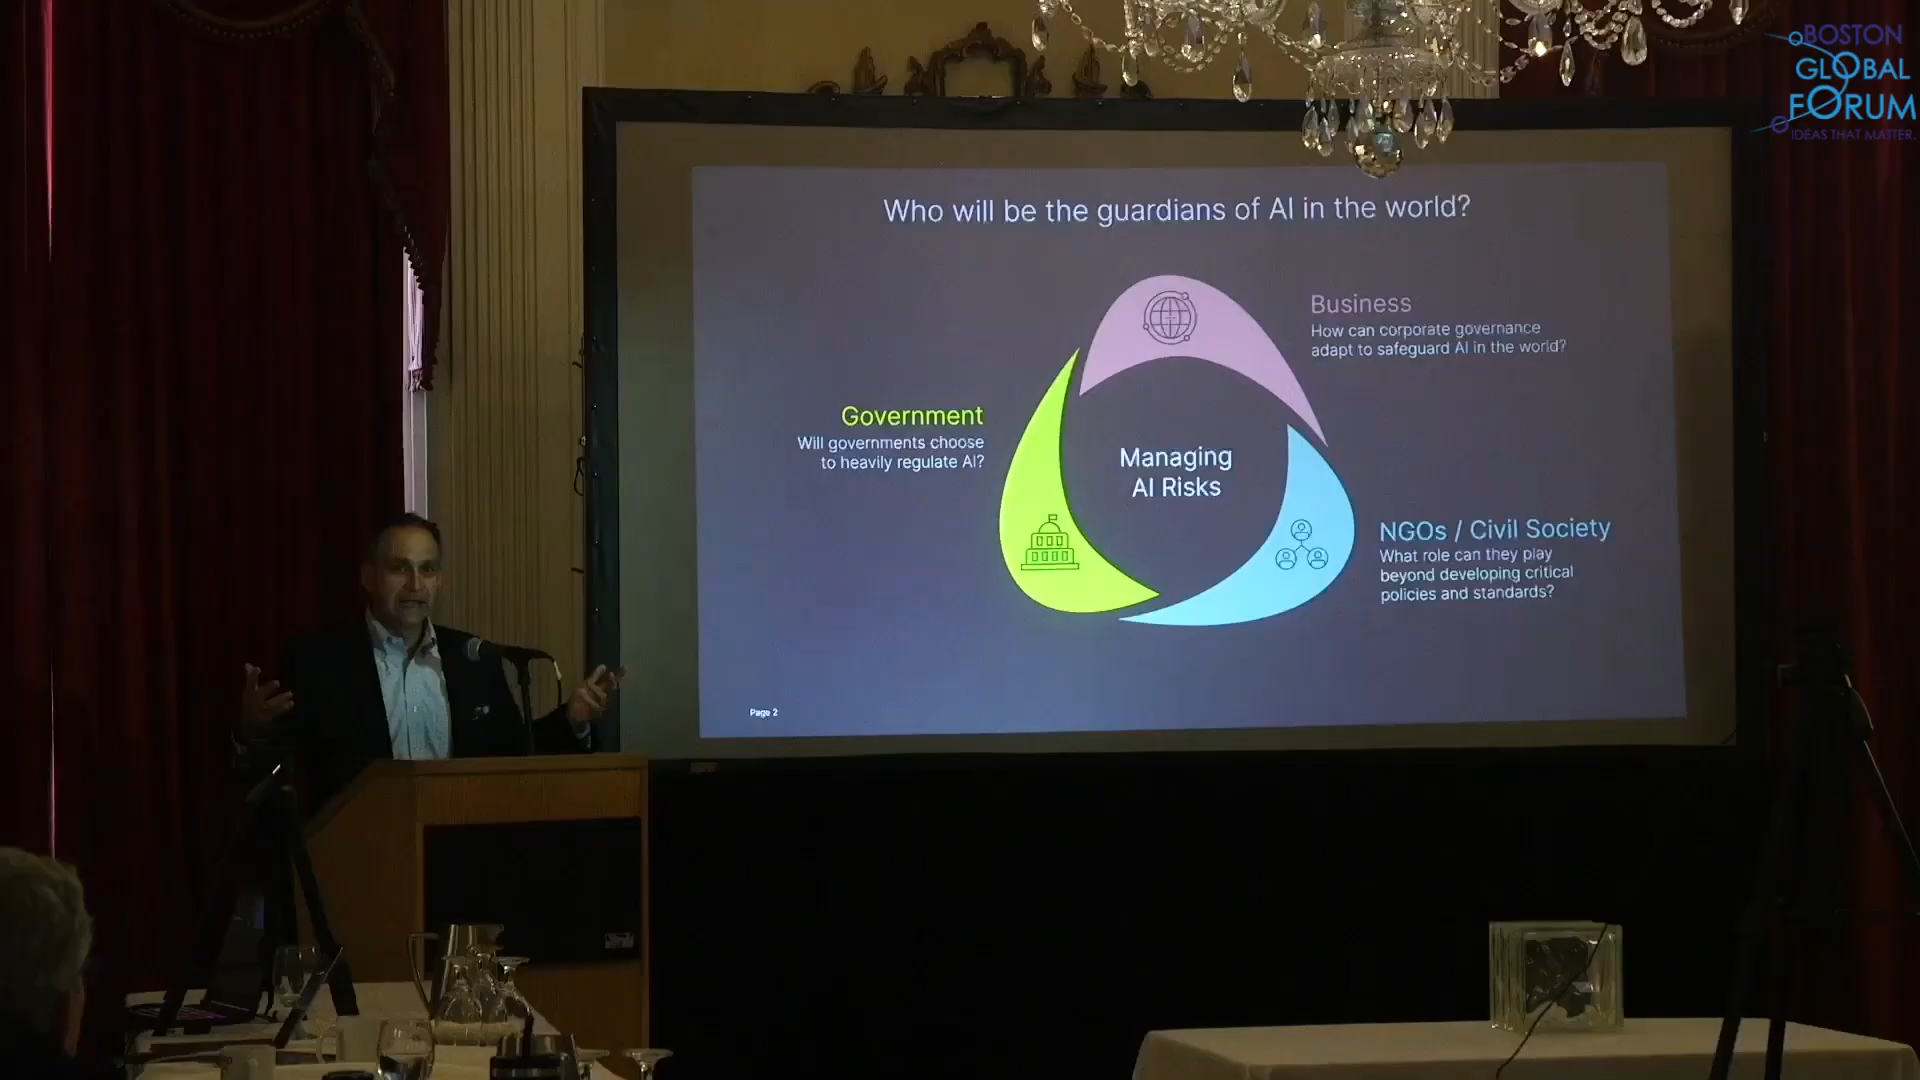 BOSTON
GLOBAL
FORUM
IDEAS THAT MATTER.
Who will be the guardians of AI in the world?
Business
How can corporate governance
adapt to safeguard AI in the world?
Government
Will governments choose
to heavily regulate AI?
Managing
AI Risks
NGOs / Civil Society
What role can they play
beyond developing critical
policies and standards?
Page 2